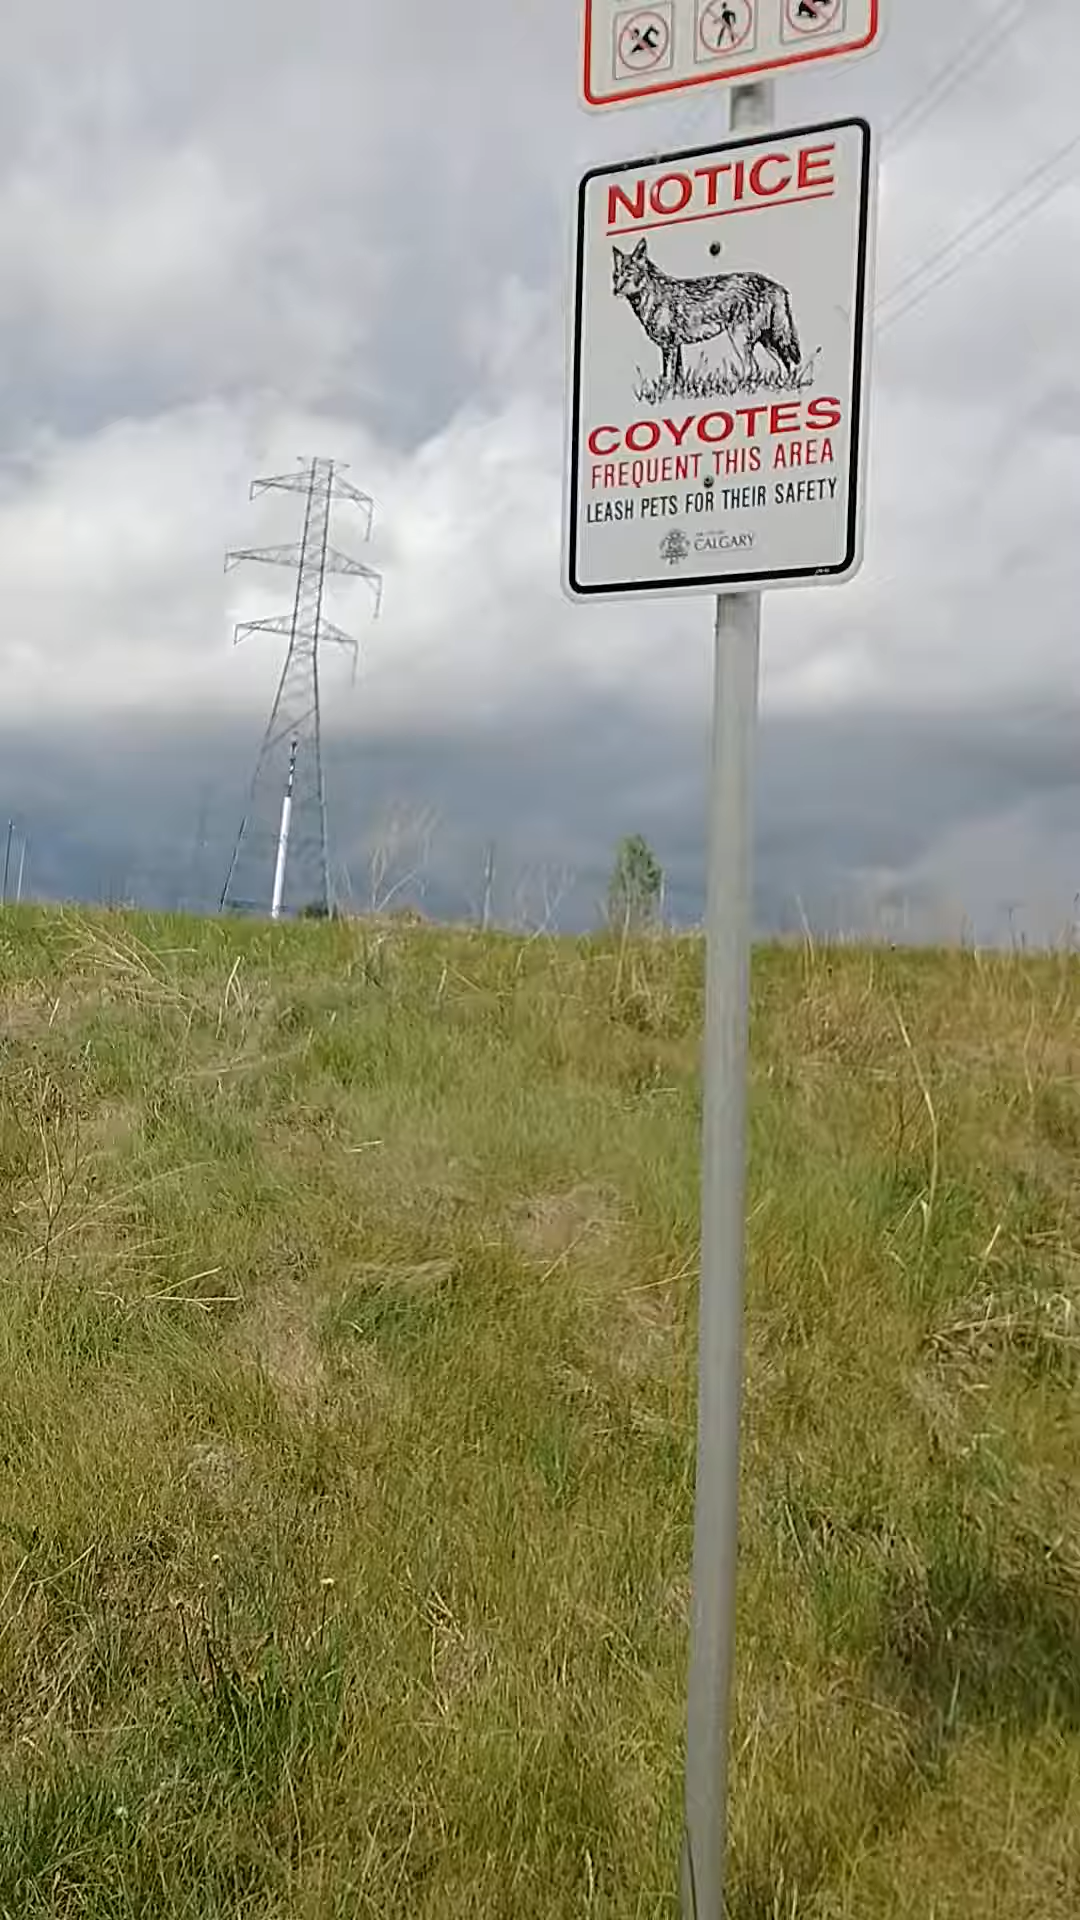 NOTICE
COYOTES
FREQUENT THIS AREA
LEASH PETS FOR THEIR SAFETY
CALGARY